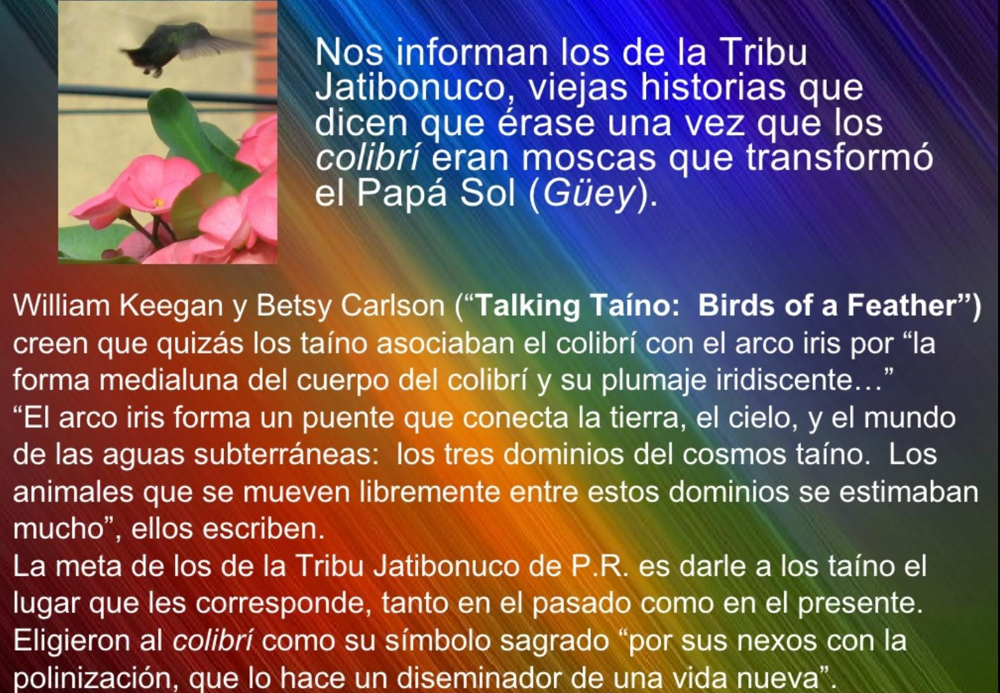 Nos informan los de la Tribu
Jatibonuco, viejas historias que
dicen que érase una vez que los
colibrí eran moscas que transformó
el Papá Sol (Güey).
William Keegan y Betsy Carlson (“Talking Taíno:  Birds of a Feather”)
creen que quizás los taíno asociaban el colibrí con el arco iris por “la
forma medialuna del cuerpo del colibrí y su plumaje iridiscente…”
“El arco iris forma un puente que conecta la tierra, el cielo, y el mundo
de las aguas subterráneas:  los tres dominios del cosmos taíno.  Los
animales que se mueven libremente entre estos dominios se estimaban
mucho”, ellos escriben.
La meta de los de la Tribu Jatibonuco de P.R. es darle a los taíno el
lugar que les corresponde, tanto en el pasado como en el presente.
Eligieron al colibrí como su símbolo sagrado “por sus nexos con la
polinización, que lo hace un diseminador de una vida nueva”.